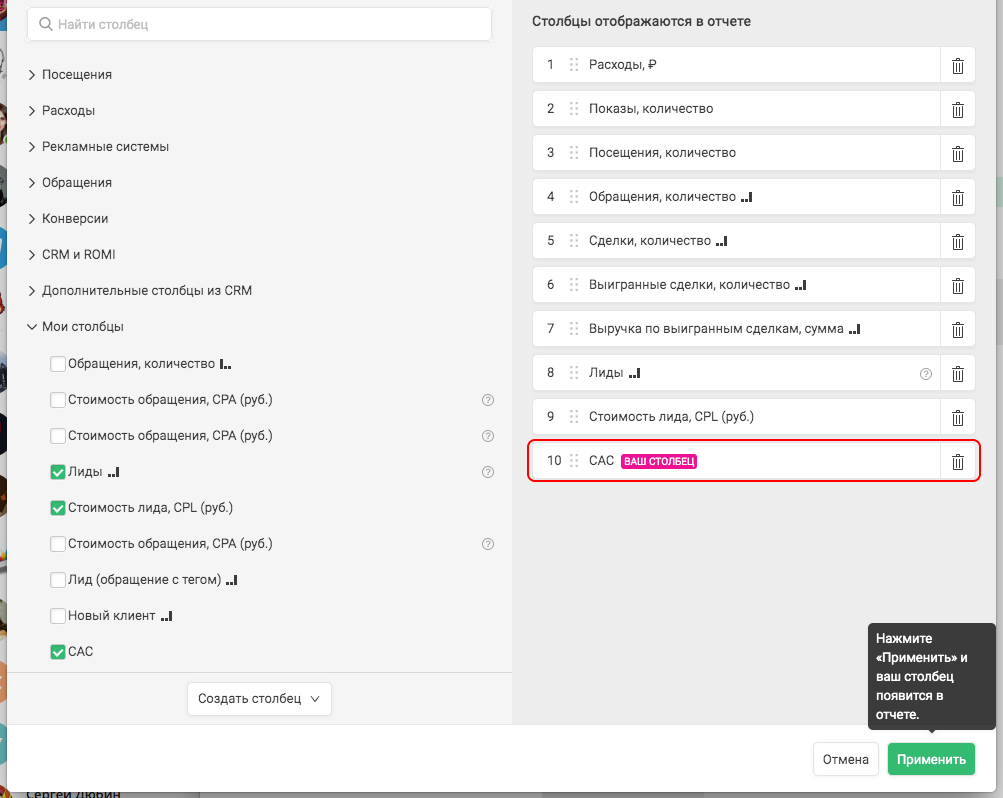 Найти столбец
Посещения
Расходы
Рекламные системы
Обращения
Конверсии
CRM и ROMI
Дополнительные столбцы из CRM
Мои столбцы
Обращения, количество
Стоимость обращения, CPA (руб.)
Стоимость обращения, CPA (руб.)
Лиды
Стоимость лида, CPL (руб.)
Стоимость обращения, CPA (руб.)
Лид (обращение с тегом)
Новый клиент
CAC
Создать столбец
Столбцы отображаются в отчете
1 Расходы, ₽
2 Показы, количество
3 Посещения, количество
4 Обращения, количество
5 Сделки, количество
6 Выигранные сделки, количество
7 Выручка по выигранным сделкам, сумма
8 Лиды
9 Стоимость лида, CPL (руб.)
10 CAC ВАШ СТОЛБЕЦ
Нажмите
«Применить» и
ваш столбец
появится в
отчете.
Отмена
Применить
Сергей Дюбин